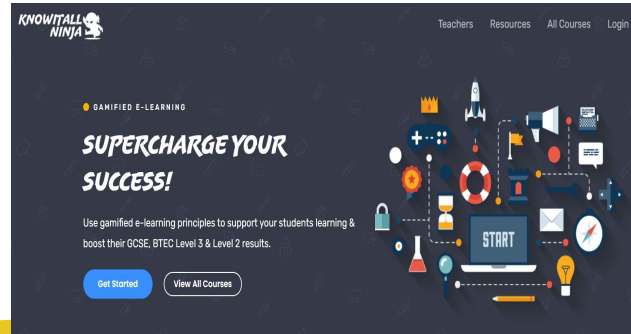 KNOWITALL
NINJA
Teachers Resources All Courses Login
GAMIFIED E-LEARNING
SUPERCHARGE YOUR
SUCCESS!
Use gamified e-learning principles to support your students learning &
boost their GCSE, BTEC Level 3 & Level 2 results.
Get Started View All Courses
START